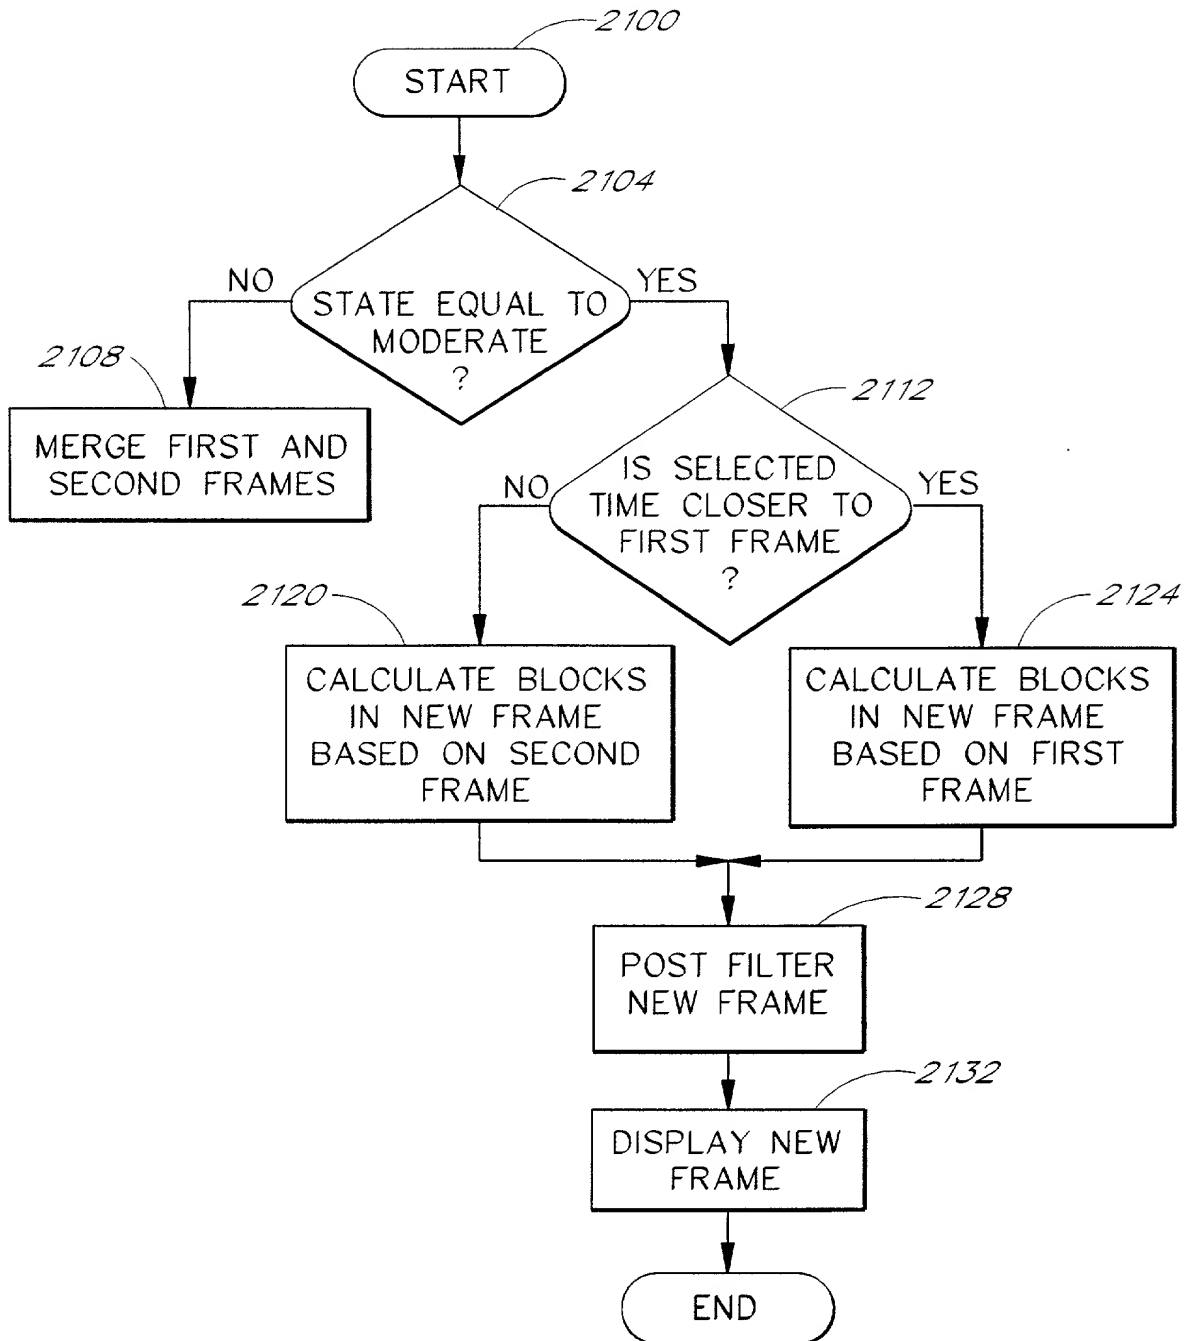 2100
START
2104
NO
YES
STATE EQUAL TO
MODERATE
?
2108
MERGE FIRST AND
SECOND FRAMES
2112
NO
YES
IS SELECTED
TIME CLOSER TO
FIRST FRAME
?
2120
CALCULATE BLOCKS
IN NEW FRAME
BASED ON SECOND
FRAME
2124
CALCULATE BLOCKS
IN NEW FRAME
BASED ON FIRST
FRAME
2128
POST FILTER
NEW FRAME
2132
DISPLAY NEW
FRAME
END